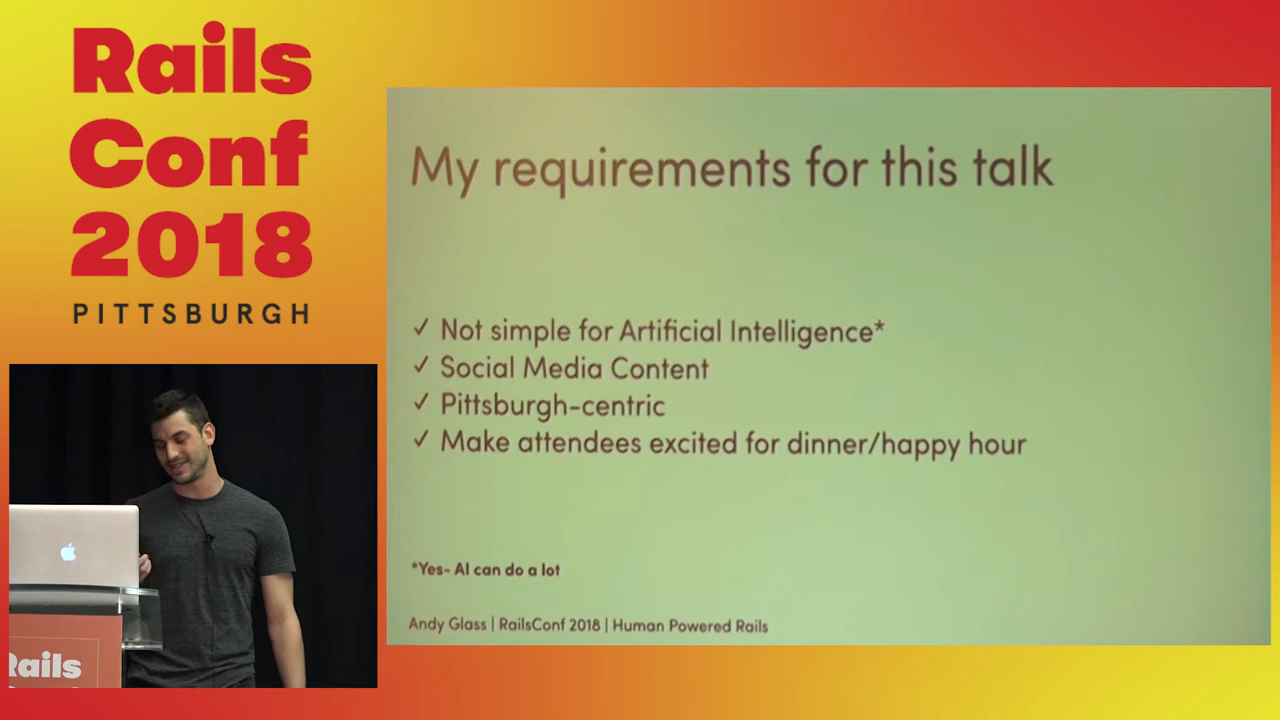 Rails
Conf
2018
PITTSBURGH
My requirements for this talk
✓ Not simple for Artificial Intelligence*
✓ Social Media Content
✓ Pittsburgh-centric
✓ Make attendees excited for dinner/happy hour
*Yes- AI can do a lot
Andy Glass | RailsConf 2018 | Human Powered Rails
Rails